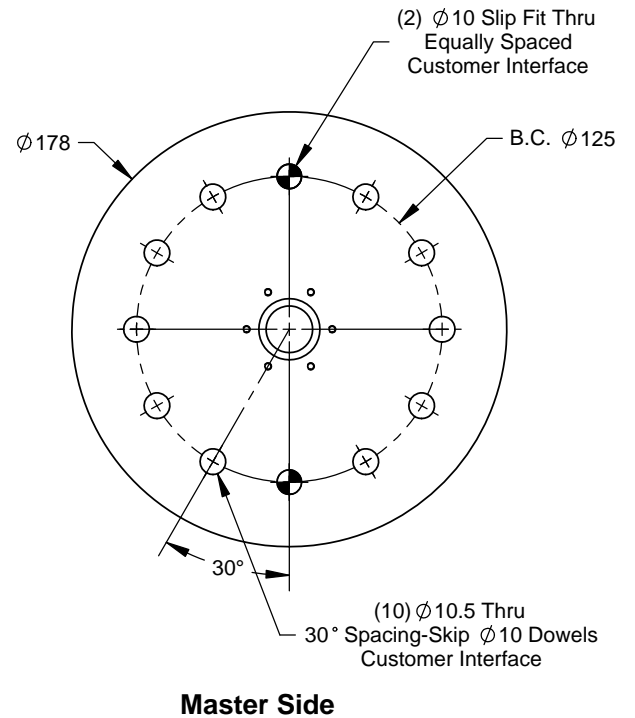 (2) ∅10 Slip Fit Thru
Equally Spaced
Customer Interface
∅178
B.C. ∅125
30°
(10) ∅10.5 Thru
30° Spacing-Skip ∅10 Dowels
Customer Interface
Master Side